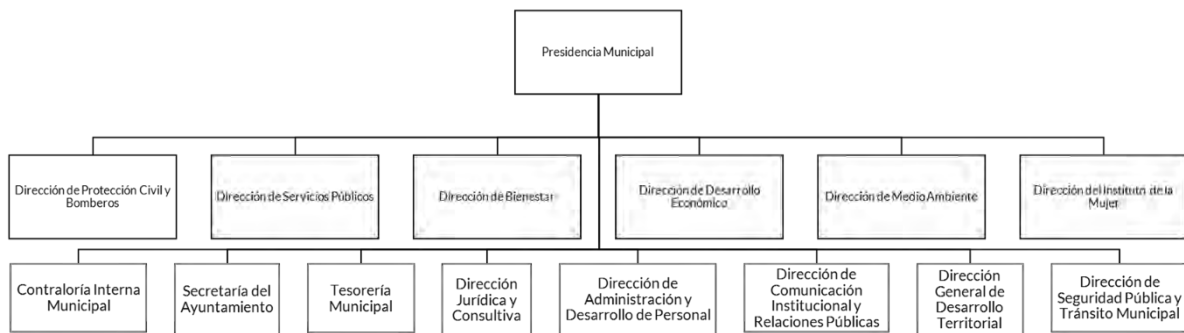 Presidencia Municipal
Dirección de Protección Civil y
Bomberos
Dirección de Servicios Públicos
Dirección de Bienestar
Dirección de Desarrollo
Económico
Dirección de Medio Ambiente
Dirección del Instituto de la
Mujer
Contraloría Interna
Municipal
Secretaría del
Ayuntamiento
Tesorería
Municipal
Dirección
Jurídica y
Consultiva
Dirección de
Administración y
Desarrollo de Personal
Dirección de
Comunicación
Institucional y
Relaciones Públicas
Dirección
General de
Desarrollo
Territorial
Dirección de
Seguridad Pública y
Tránsito Municipal